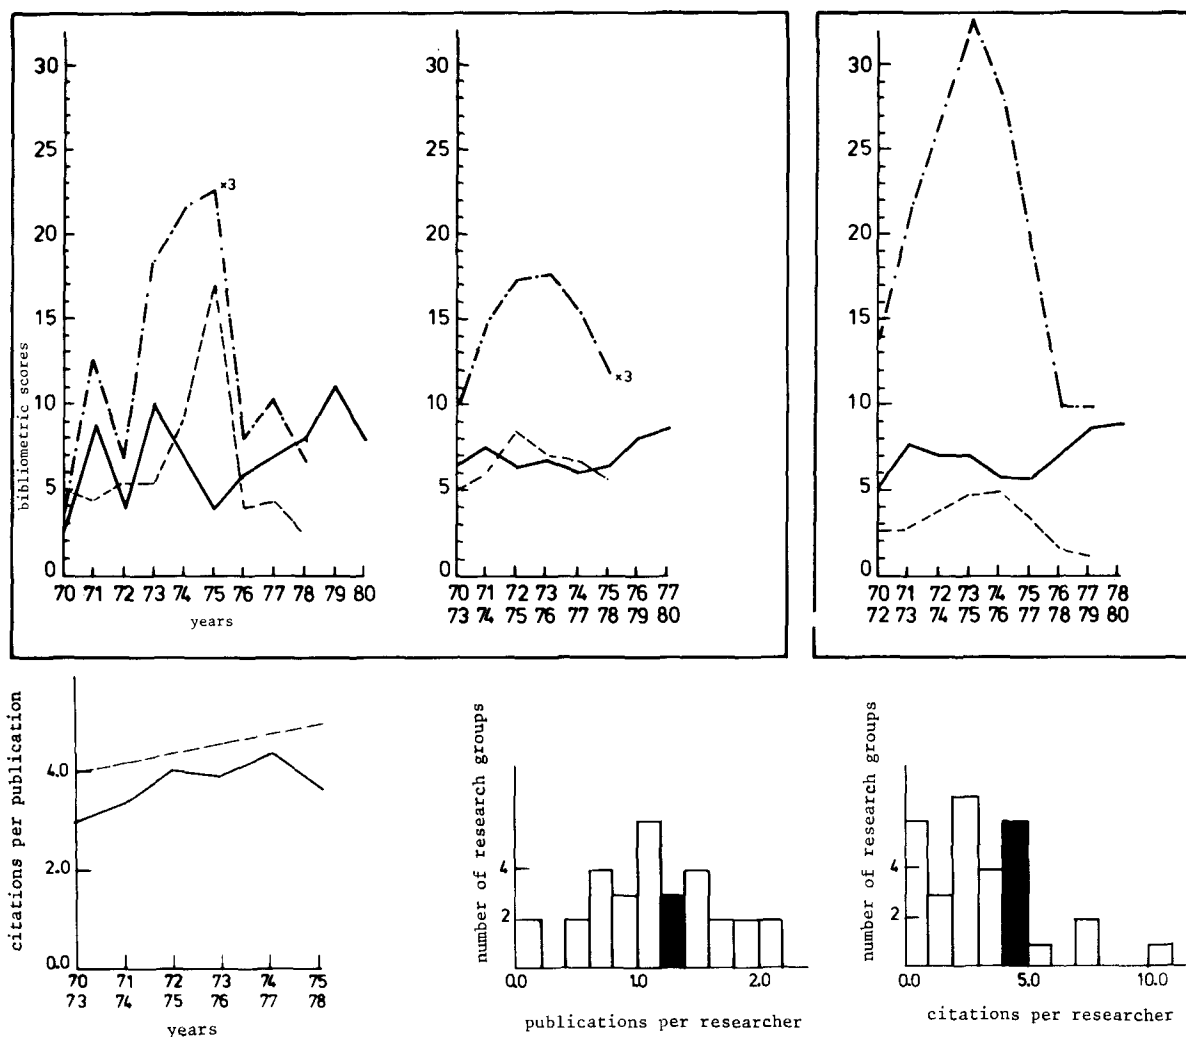 30
25
20
15
10
5
0
bibliometric scores
×3
70 71 72 73 74 75 76 77 78 79 80
years
30
25
20
15
10
5
0
×3
70 71 72 73 74 75 76 77
73 74 75 76 77 78 79 80
30
25
20
15
10
5
0
70 71 72 73 74 75 76 77 78
72 73 74 75 76 77 78 79 80
citations per publication
4.0
2.0
0.0
70 71 72 73 74 75
73 74 75 76 77 78
years
number of research groups
4
2
0.0 1.0 2.0
publications per researcher
number of research groups
4
2
0.0 5.0 10.0
citations per researcher